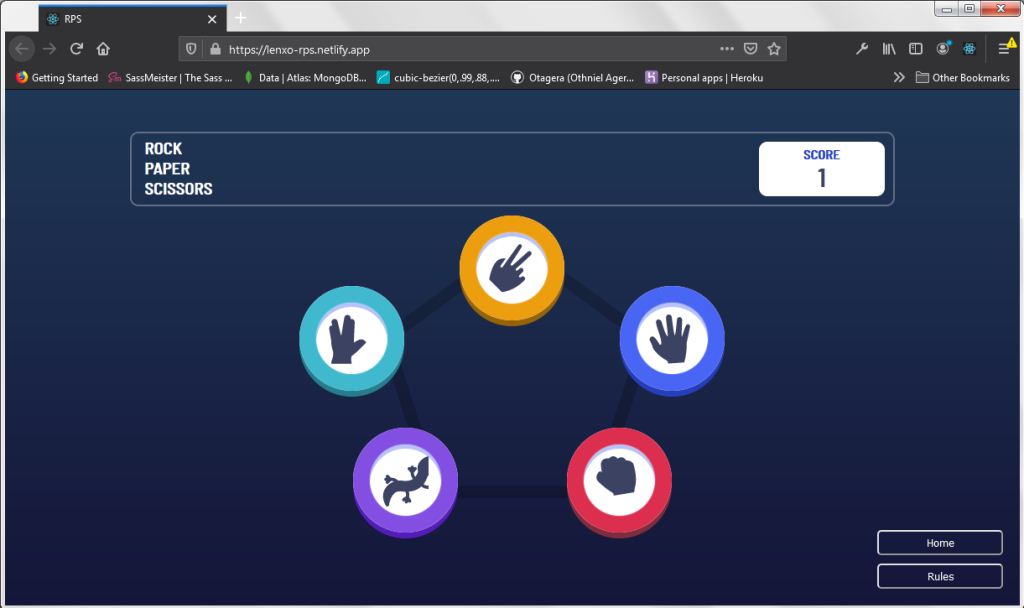 RPS
https://lenxo-rps.netlify.app
Getting Started
SassMeister | The Sass ...
Data | Atlas: MongoDB...
cubic-bezier(0,.99,.88,....
Otagera (Othniel Ager...
Personal apps | Heroku
Other Bookmarks
ROCK
PAPER
SCISSORS
SCORE
1
Home
Rules